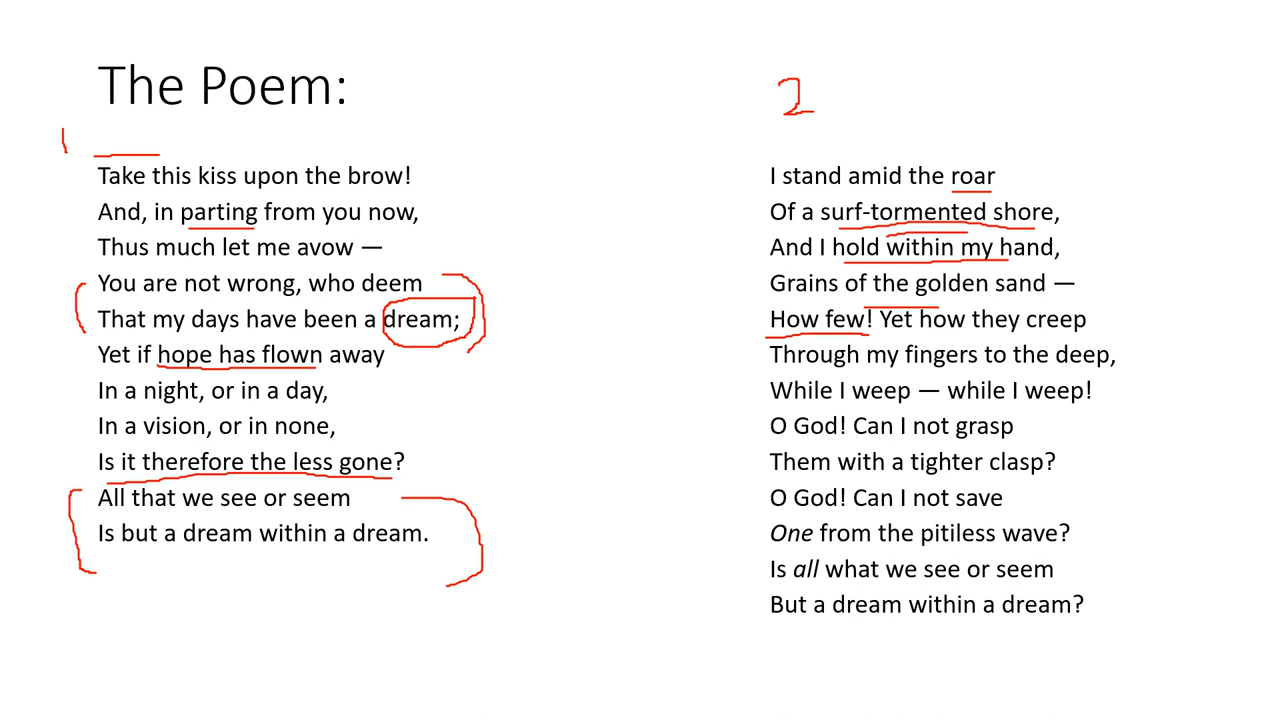 The Poem:
1
Take this kiss upon the brow!
And, in parting from you now,
Thus much let me avow —
You are not wrong, who deem
That my days have been a dream;
Yet if hope has flown away
In a night, or in a day,
In a vision, or in none,
Is it therefore the less gone?
All that we see or seem
Is but a dream within a dream.
2
I stand amid the roar
Of a surf-tormented shore,
And I hold within my hand,
Grains of the golden sand —
How few! Yet how they creep
Through my fingers to the deep,
While I weep — while I weep!
O God! Can I not grasp
Them with a tighter clasp?
O God! Can I not save
One from the pitiless wave?
Is all what we see or seem
But a dream within a dream?